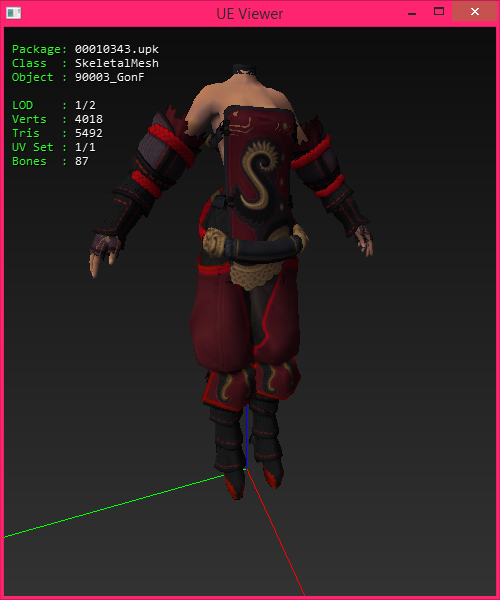 UE Viewer
Package: 00010343.upk
Class : SkeletalMesh
Object : 90003_GonF
LOD : 1/2
Verts : 4018
Tris : 5492
UV Set : 1/1
Bones : 87